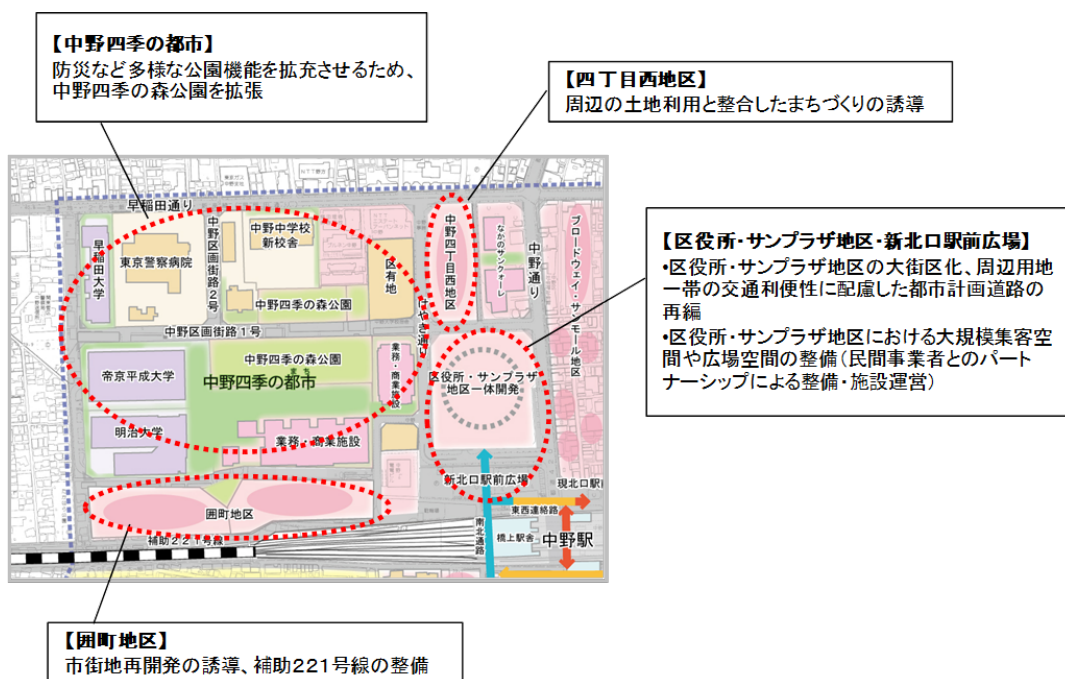 【中野四季の都市】
防災など多様な公園機能を拡充させるため、
中野四季の森公園を拡張
【四丁目西地区】
周辺の土地利用と整合したまちづくりの誘導
【区役所・サンプラザ地区・新北口駅前広場】
•区役所・サンプラザ地区の大街区化、周辺用地
一帯の交通利便性に配慮した都市計画道路の
再編
•区役所・サンプラザ地区における大規模集客空
間や広場空間の整備(民間事業者とのパート
ナーシップによる整備・施設運営)
早稲田通り
早稲田大学
東京警察病院
中野区画街路2号
中野中学校
新校舎
区有地
けやき通り
中野四丁目西地区
なかのサンクォーレ
中野通り
ブロードウェイ・サンモール地区
中野四季の森公園
中野区画街路1号
帝京平成大学
中野四季の森公園
まち
中野四季の都市
業務・商業施設
区役所・サンプラザ
地区一体開発
明治大学
業務・商業施設
新北口駅前広場
現北口駅前
囲町地区
東西連絡路
南北通路
橋上駅舎
中野駅
補助221号線
【囲町地区】
市街地再開発の誘導、補助221号線の整備